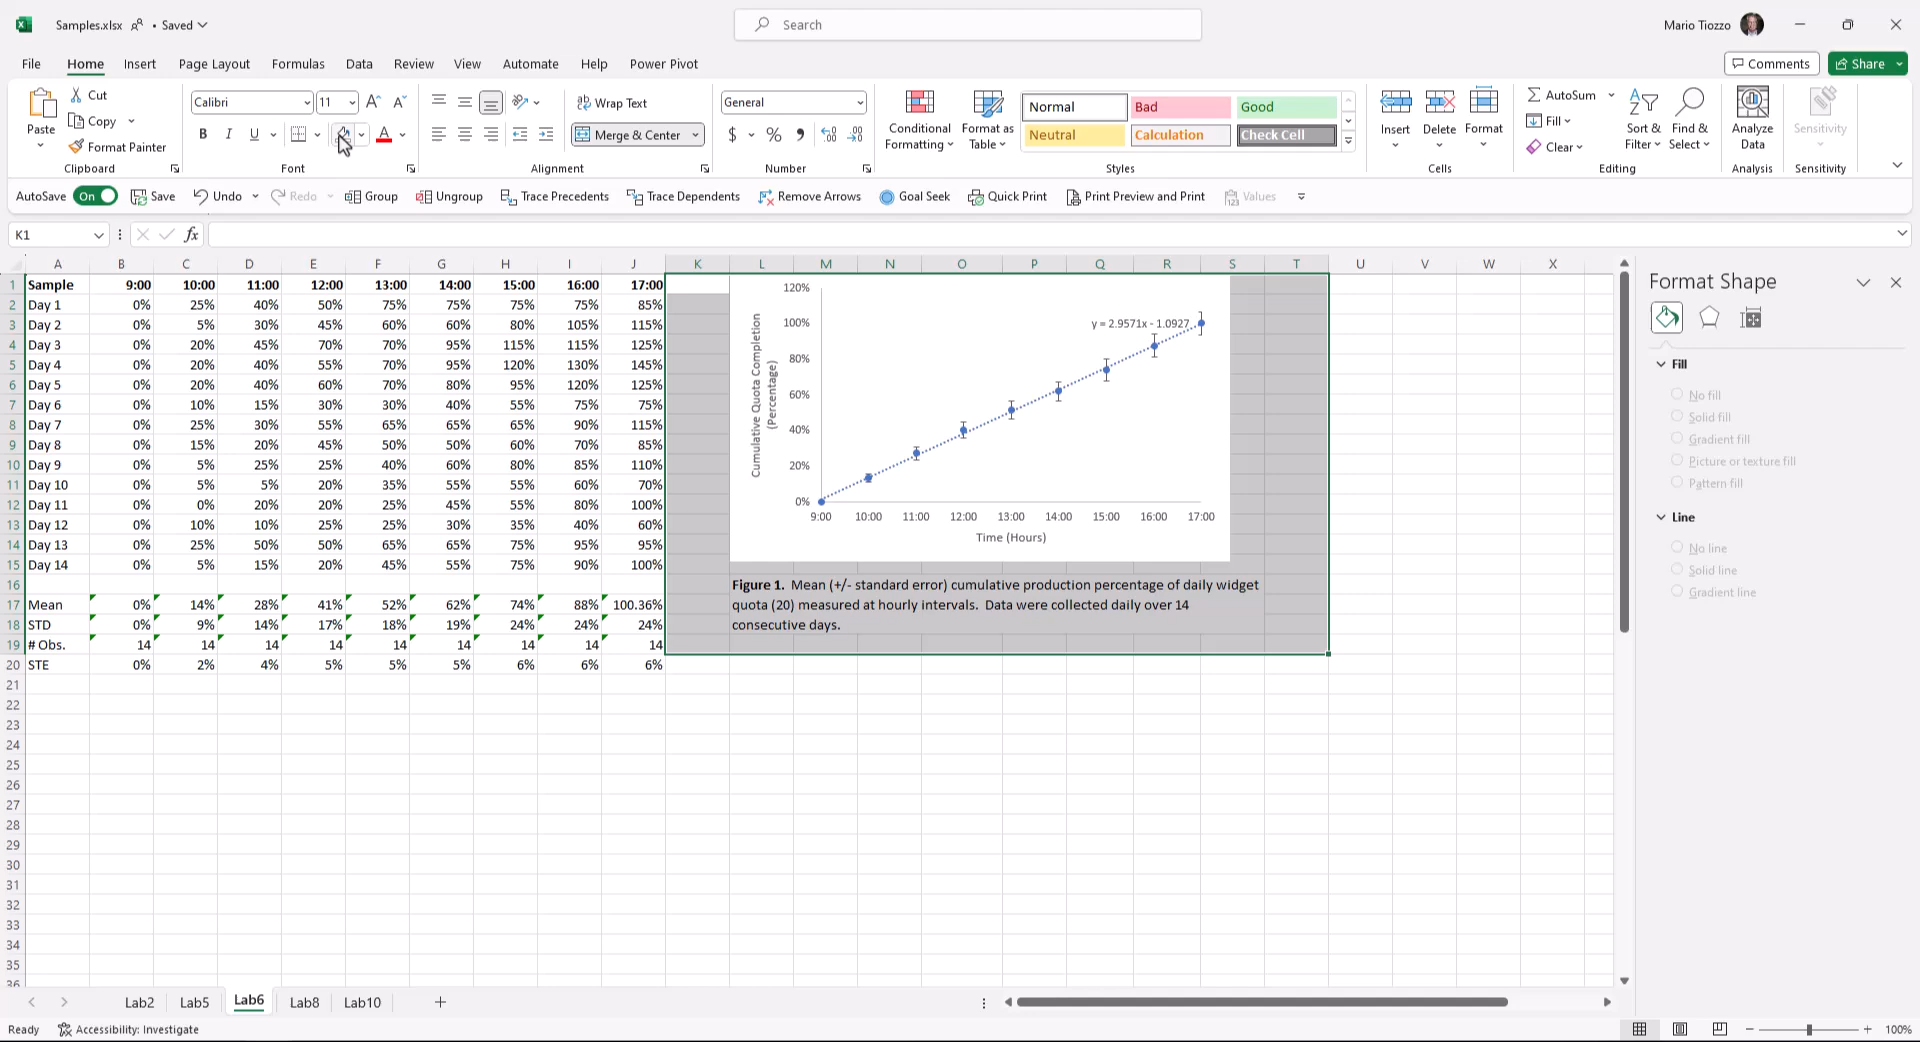 Samples.xlsx • Saved
Search
Mario Tiozzo
File Home Insert Page Layout Formulas Data Review View Automate Help Power Pivot
Comments Share
Paste
Cut
Copy
Format Painter
Clipboard
Calibri 11 A A
B I U A
Font
ab Wrap Text
Merge & Center
Alignment
General
$ % 9 .00
Number
Conditional
Formatting
Format as
Table
Normal Bad Good
Neutral Calculation Check Cell
Styles
Insert Delete Format
Cells
AutoSum
Fill
Clear
Sort &
Filter
Find &
Select
Editing
Analyze
Data
Analysis
Sensitivity
Sensitivity
AutoSave On Save Undo Redo Group Ungroup Trace Precedents Trace Dependents Remove Arrows Goal Seek Quick Print Print Preview and Print Values
K1 fx
A B C D E F G H I J K L M N O P Q R S T U V W X
1 Sample 9:00 10:00 11:00 12:00 13:00 14:00 15:00 16:00 17:00
2 Day 1 0% 25% 40% 50% 75% 75% 75% 75% 85%
3 Day 2 0% 5% 30% 45% 60% 60% 80% 105% 115%
4 Day 3 0% 20% 45% 70% 70% 95% 115% 115% 125%
5 Day 4 0% 20% 40% 55% 70% 95% 120% 130% 145%
6 Day 5 0% 20% 40% 60% 70% 80% 95% 120% 125%
7 Day 6 0% 10% 15% 30% 30% 40% 55% 75% 75%
8 Day 7 0% 25% 30% 55% 65% 65% 65% 90% 115%
9 Day 8 0% 15% 20% 45% 50% 50% 60% 70% 85%
10 Day 9 0% 5% 25% 25% 40% 60% 80% 85% 110%
11 Day 10 0% 5% 5% 20% 35% 55% 55% 60% 70%
12 Day 11 0% 0% 20% 20% 25% 45% 55% 80% 100%
13 Day 12 0% 10% 10% 25% 25% 30% 35% 40% 60%
14 Day 13 0% 25% 50% 50% 65% 65% 75% 95% 95%
15 Day 14 0% 5% 15% 20% 45% 55% 75% 90% 100%
16
17 Mean 0% 14% 28% 41% 52% 62% 74% 88% 100.36%
18 STD 0% 9% 14% 17% 18% 19% 24% 24% 24%
19 # Obs. 14 14 14 14 14 14 14 14 14
20 STE 0% 2% 4% 5% 5% 5% 6% 6% 6%
21
22
23
24
25
26
27
28
29
30
31
32
33
34
35
36
Cumulative Quota Completion
(Percentage)
120%
100%
80%
60%
40%
20%
0%
y = 2.9571x - 1.0927
9:00 10:00 11:00 12:00 13:00 14:00 15:00 16:00 17:00
Time (Hours)
Figure 1. Mean (+/- standard error) cumulative production percentage of daily widget
quota (20) measured at hourly intervals. Data were collected daily over 14
consecutive days.
Format Shape
Fill
No fill
Solid fill
Gradient fill
Picture or texture fill
Pattern fill
Line
No line
Solid line
Gradient line
Lab2 Lab5 Lab6 Lab8 Lab10
Ready Accessibility: Investigate
100%